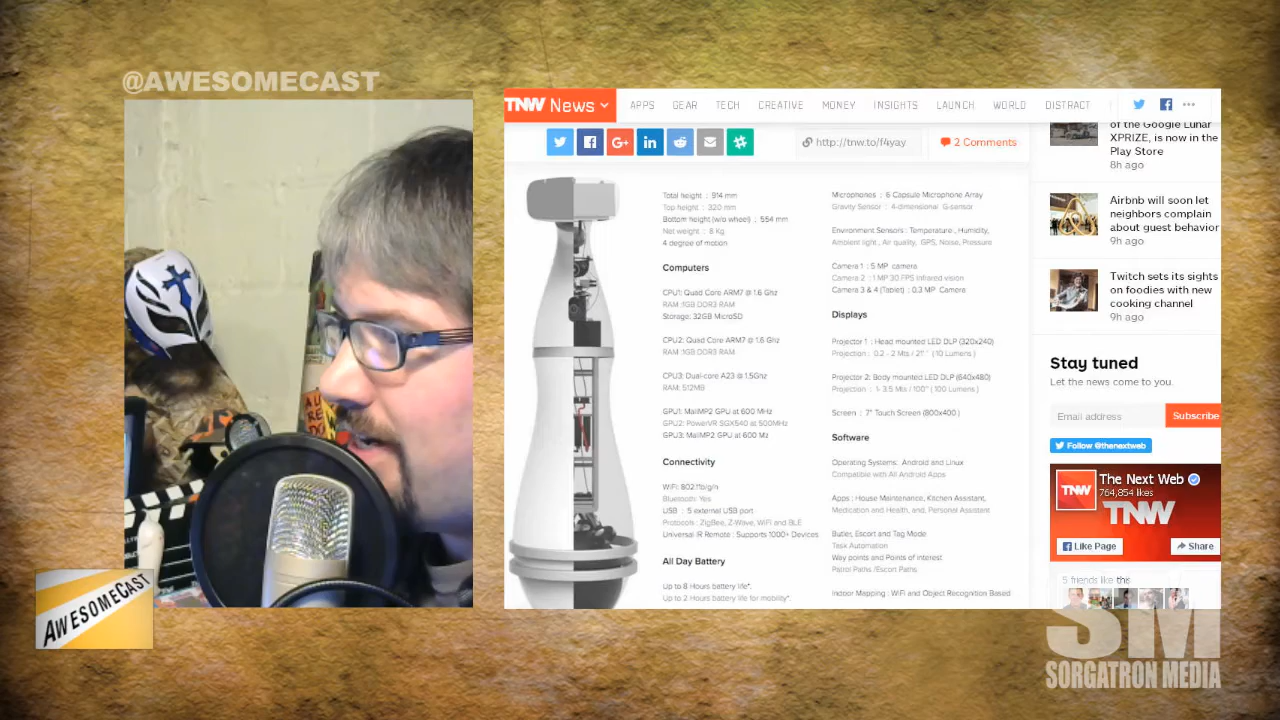 @AWESOMECAST
TNW News
APPS GEAR TECH CREATIVE MONEY INSIGHTS LAUNCH WORLD DISTRACT
http://tnw.to/f4yay
2 Comments
Total height : 914 mm
Top height : 320 mm
Bottom height (w/o wheel) : 554 mm
Net weight : 8 Kg
4 degree of motion
Computers
CPU1: Quad Core ARM7 @ 1.6 Ghz
RAM :1GB DDR3 RAM
Storage: 32GB MicroSD
CPU2: Quad Core ARM7 @ 1.6 Ghz
RAM :1GB DDR3 RAM
CPU3: Dual-core A23 @ 1.5Ghz
RAM: 512MB
GPU1: MaliMP2 GPU at 600 MHz
GPU2: PowerVR SGX540 at 500MHz
GPU3: MaliMP2 GPU at 600 Mz
Connectivity
WiFi: 802.11b/g/n
Bluetooth: Yes
USB : 5 external USB port
Protocols : ZigBee, Z-Wave, WiFi and BLE
Universal IR Remote : Supports 1000+ Devices
All Day Battery
Up to 8 Hours battery life*.
Up to 2 Hours battery life for mobility*.
Microphones : 6 Capsule Microphone Array
Gravity Sensor : 4-dimensional G-sensor
Environment Sensors : Temperature, Humidity,
Ambient light, Air quality, GPS, Noise, Pressure
Camera 1 : 5 MP camera
Camera 2 : 1 MP 30 FPS Infrared vision
Camera 3 & 4 (Tablet) : 0.3 MP Camera
Displays
Projector 1 : Head mounted LED DLP (320x240)
Projection : 0.2 - 2 Mts / 21" (10 Lumens)
Projector 2: Body mounted LED DLP (640x480)
Projection : 1- 3.5 Mts / 100" (100 Lumens)
Screen : 7" Touch Screen (800x400)
Software
Operating Systems: Android and Linux
Compatible with All Android Apps
Apps : House Maintenance, Kitchen Assistant,
Medication and Health, and, Personal Assistant
Butler, Escort and Tag Mode
Task Automation
Way points and Points of interest
Patrol Paths /Escort Paths
Indoor Mapping : WiFi and Object Recognition Based
of the Google Lunar
XPRIZE, is now in the
Play Store
8h ago
Airbnb will soon let
neighbors complain
about guest behavior
9h ago
Twitch sets its sights
on foodies with new
cooking channel
9h ago
Stay tuned
Let the news come to you.
Email address
Subscribe
Follow @thenextweb
TNW
The Next Web
764,854 likes
TNW
Like Page
Share
5 friends like this
AWESOMECAST
SM
SORGATRON MEDIA